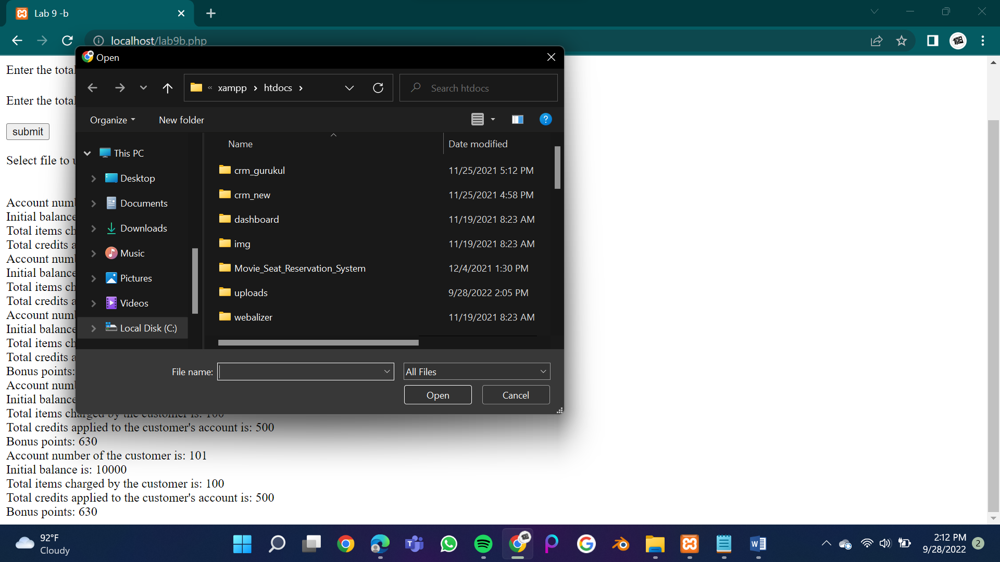 Lab 9 -b
localhost/lab9b.php
Open
« xampp › htdocs ›
Search htdocs
Organize
New folder
Name
Date modified
This PC
Desktop
Documents
Downloads
Music
Pictures
Videos
Local Disk (C:)
crm_gurukul 11/25/2021 5:12 PM
crm_new 11/25/2021 4:58 PM
dashboard 11/19/2021 8:23 AM
img 11/19/2021 8:23 AM
Movie_Seat_Reservation_System 12/4/2021 1:30 PM
uploads 9/28/2022 2:05 PM
webalizer 11/19/2021 8:23 AM
File name:
All Files
Open
Cancel
Enter the total
Enter the total
submit
Select file to
Account
Initial balance
Total items
Total credits
Account
Initial balance
Total items
Total credits
Account
Initial balance
Total items
Total credits
Bonus points:
Account
Initial balance
Total items charged by the customer is: 100
Total credits applied to the customer's account is: 500
Bonus points: 630
Account number of the customer is: 101
Initial balance is: 10000
Total items charged by the customer is: 100
Total credits applied to the customer's account is: 500
Bonus points: 630
92°F
Cloudy
2:12 PM
9/28/2022
2